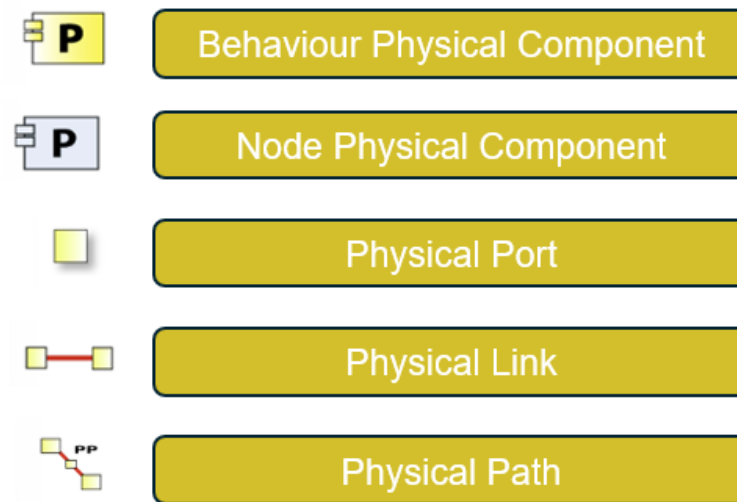 P
Behaviour Physical Component
P
Node Physical Component
Physical Port
Physical Link
PP
Physical Path